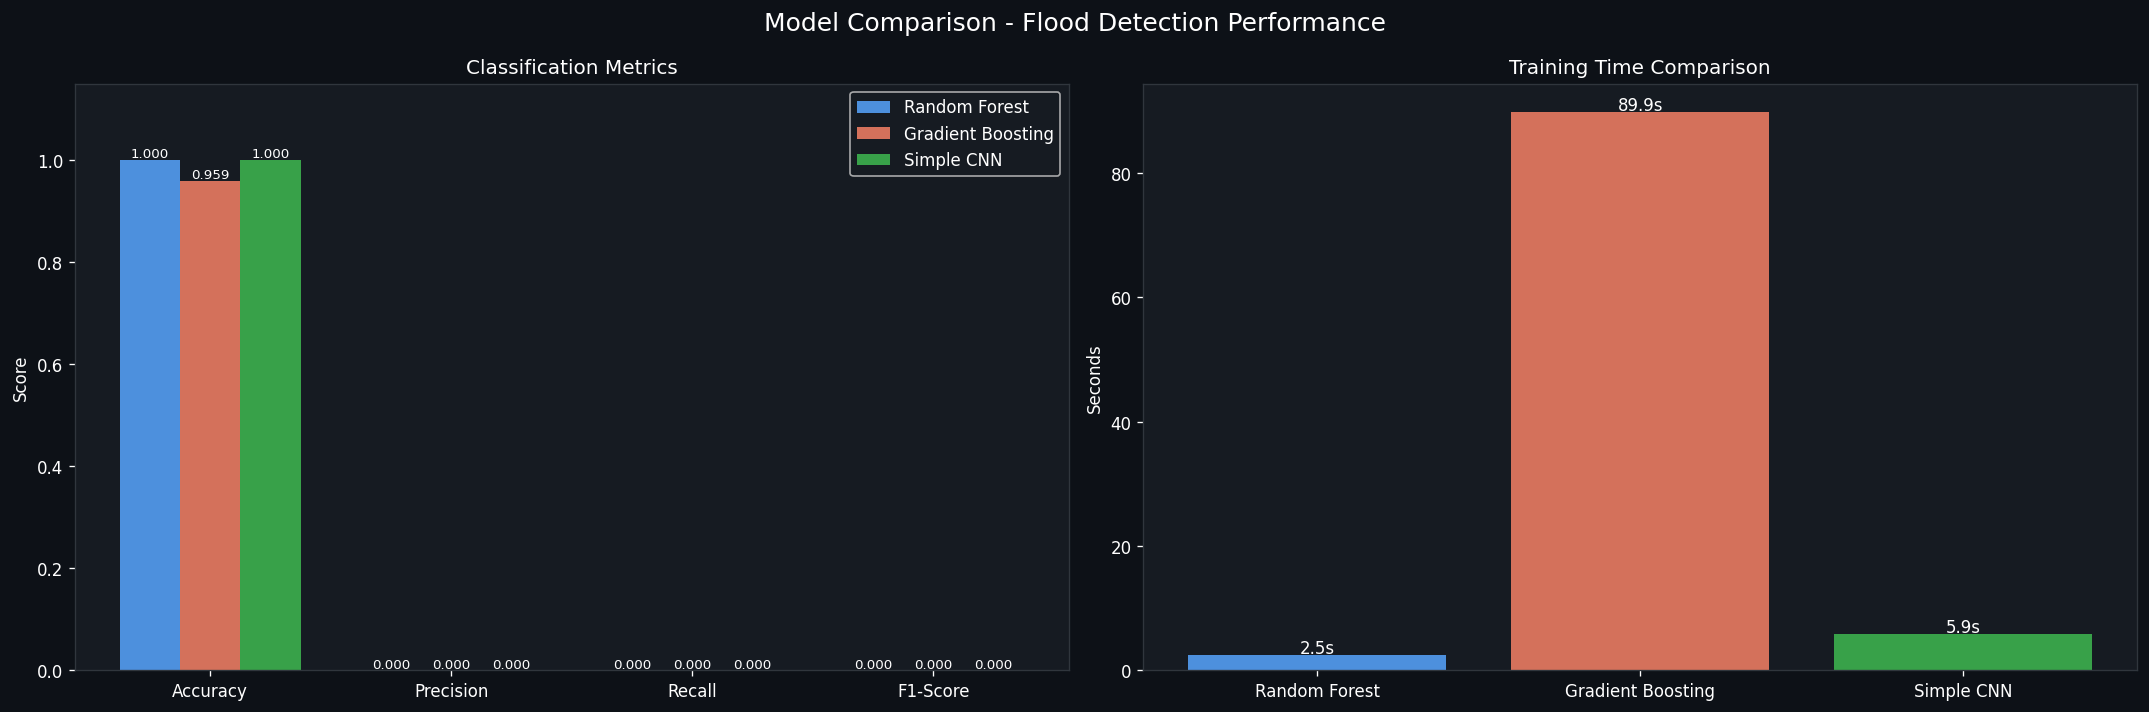 Model Comparison - Flood Detection Performance
Classification Metrics
Random Forest
Gradient Boosting
Simple CNN
1.000
0.959
1.000
0.000 0.000 0.000
0.000 0.000 0.000
0.000 0.000 0.000
Score
1.0
0.8
0.6
0.4
0.2
0.0
Accuracy Precision Recall F1-Score
Training Time Comparison
89.9s
2.5s
5.9s
Seconds
80
60
40
20
0
Random Forest Gradient Boosting Simple CNN